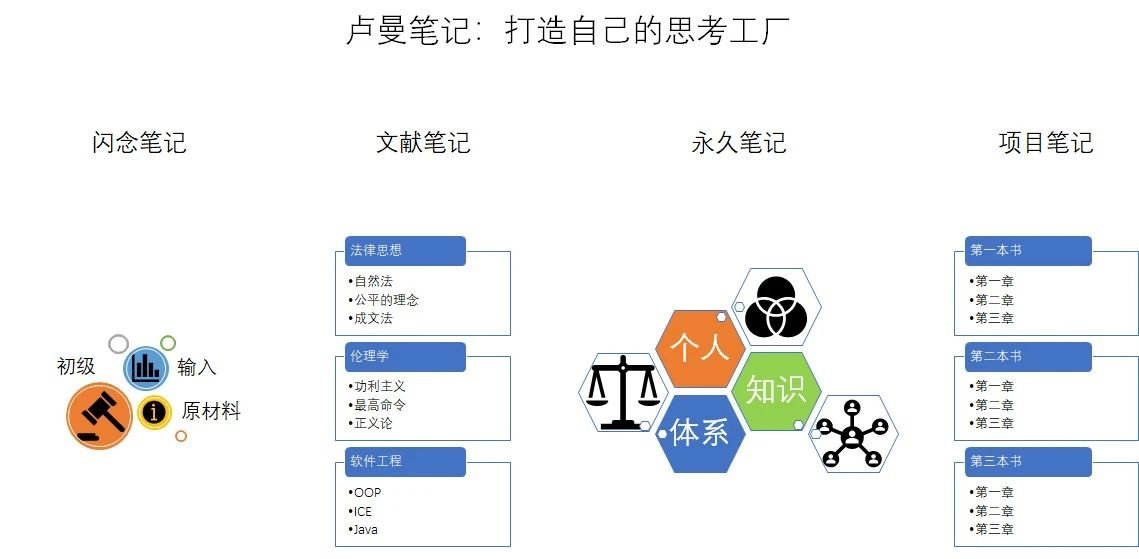 卢曼笔记：打造自己的思考工厂
闪念笔记
文献笔记
永久笔记
项目笔记
初级
输入
原材料
法律思想
•自然法
•公平的理念
•成文法
伦理学
•功利主义
•最高命令
•正义论
软件工程
•OOP
•ICE
•Java
个人
知识
体系
第一本书
•第一章
•第二章
•第三章
第二本书
•第一章
•第二章
•第三章
第三本书
•第一章
•第二章
•第三章